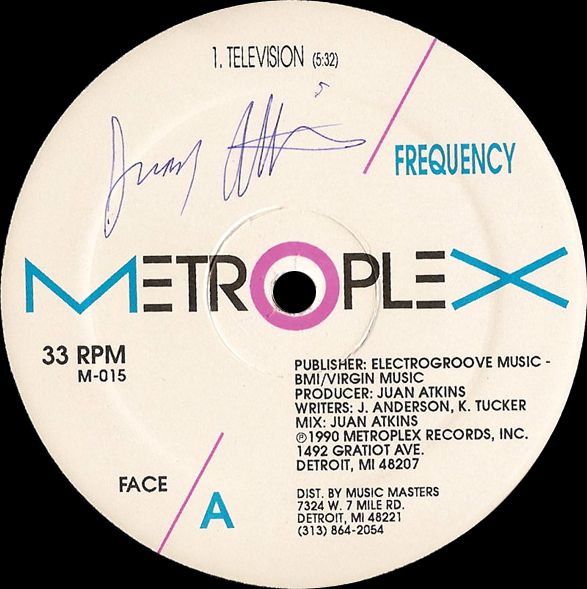 1. TELEVISION (5:32)
Juan Atkins
FREQUENCY
METROPLEX
33 RPM
M-015
PUBLISHER: ELECTROGROOVE MUSIC -
BMI/VIRGIN MUSIC
PRODUCER: JUAN ATKINS
WRITERS: J. ANDERSON, K. TUCKER
MIX: JUAN ATKINS
℗1990 METROPLEX RECORDS, INC.
1492 GRATIOT AVE.
DETROIT, MI 48207
DIST. BY MUSIC MASTERS
7324 W. 7 MILE RD.
DETROIT, MI 48221
(313) 864-2054
FACE
A